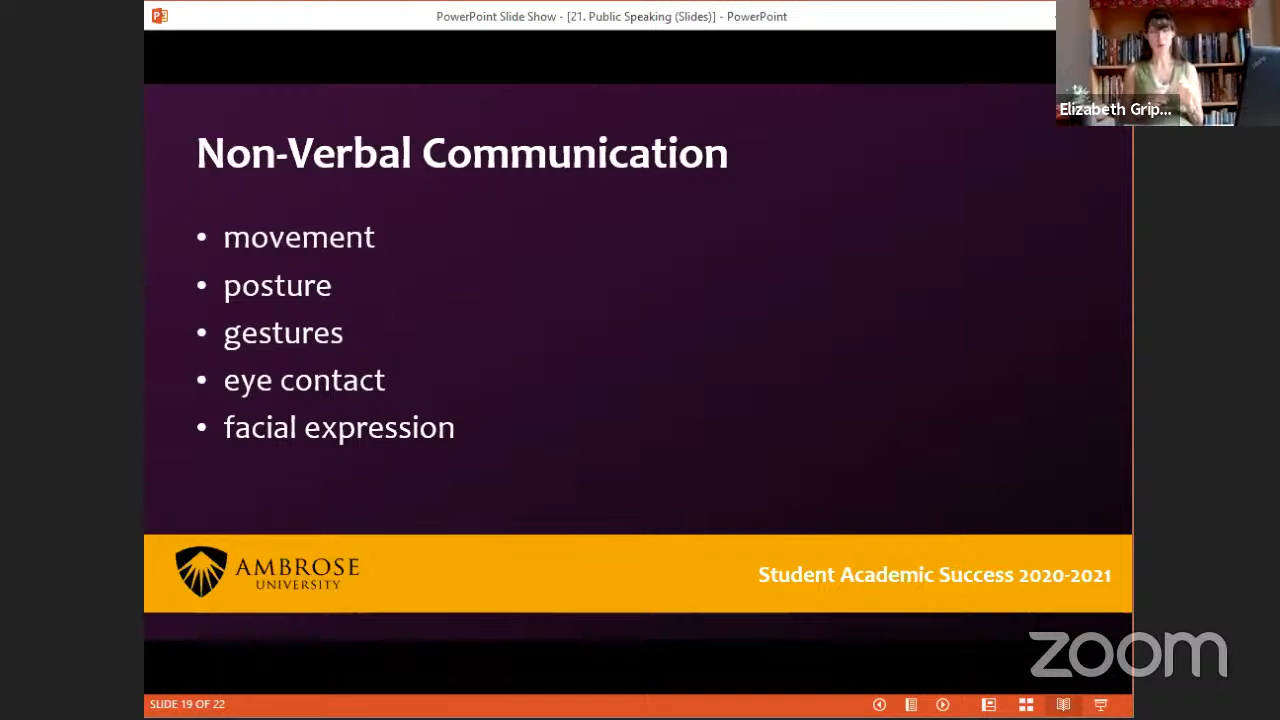 PowerPoint Slide Show - [21. Public Speaking (Slides)] - PowerPoint
Elizabeth Grip...
Non-Verbal Communication
• movement
• posture
• gestures
• eye contact
• facial expression
AMBROSE
UNIVERSITY
Student Academic Success 2020-2021
zoom
SLIDE 19 OF 22